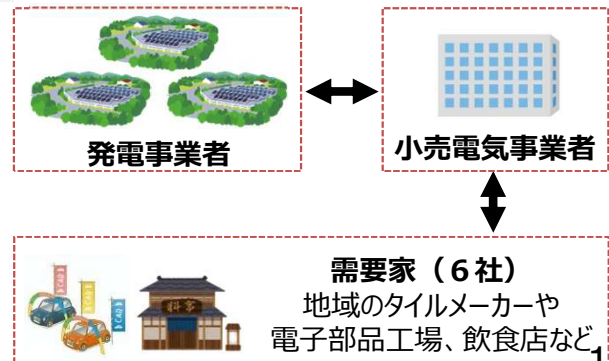 発電事業者
小売電気事業者
需要家（６社）
地域のタイルメーカーや
電子部品工場、飲食店など
1